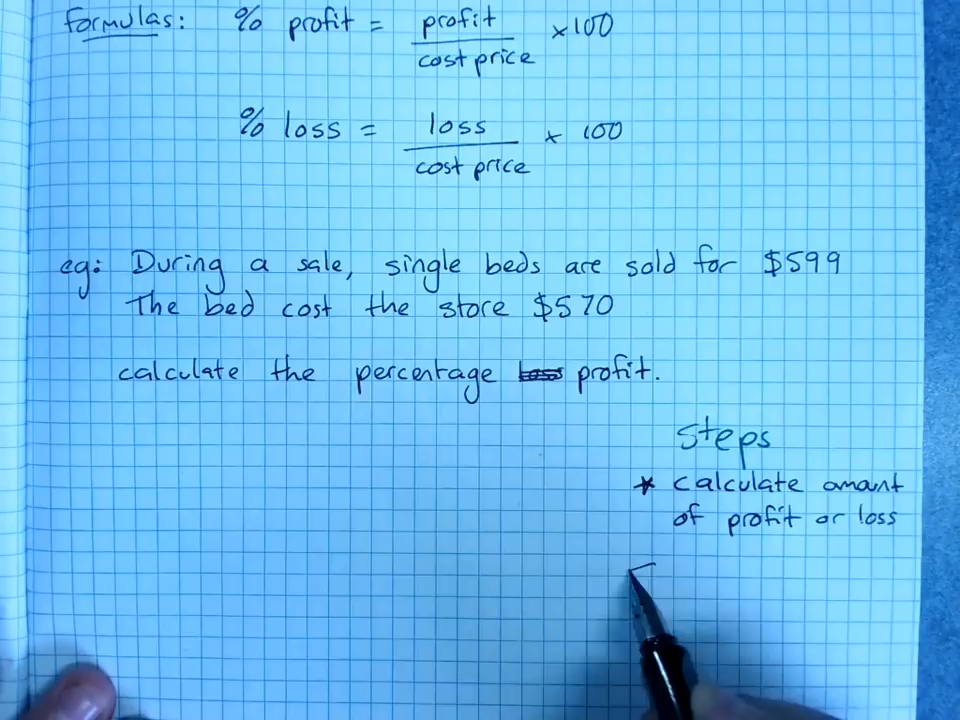 formulas: % profit = profit / cost price ×100
% loss = loss / cost price × 100
eg: During a sale, single beds are sold for $599
The bed cost the store $570
calculate the percentage loss profit.
steps
* calculate amount
of profit or loss